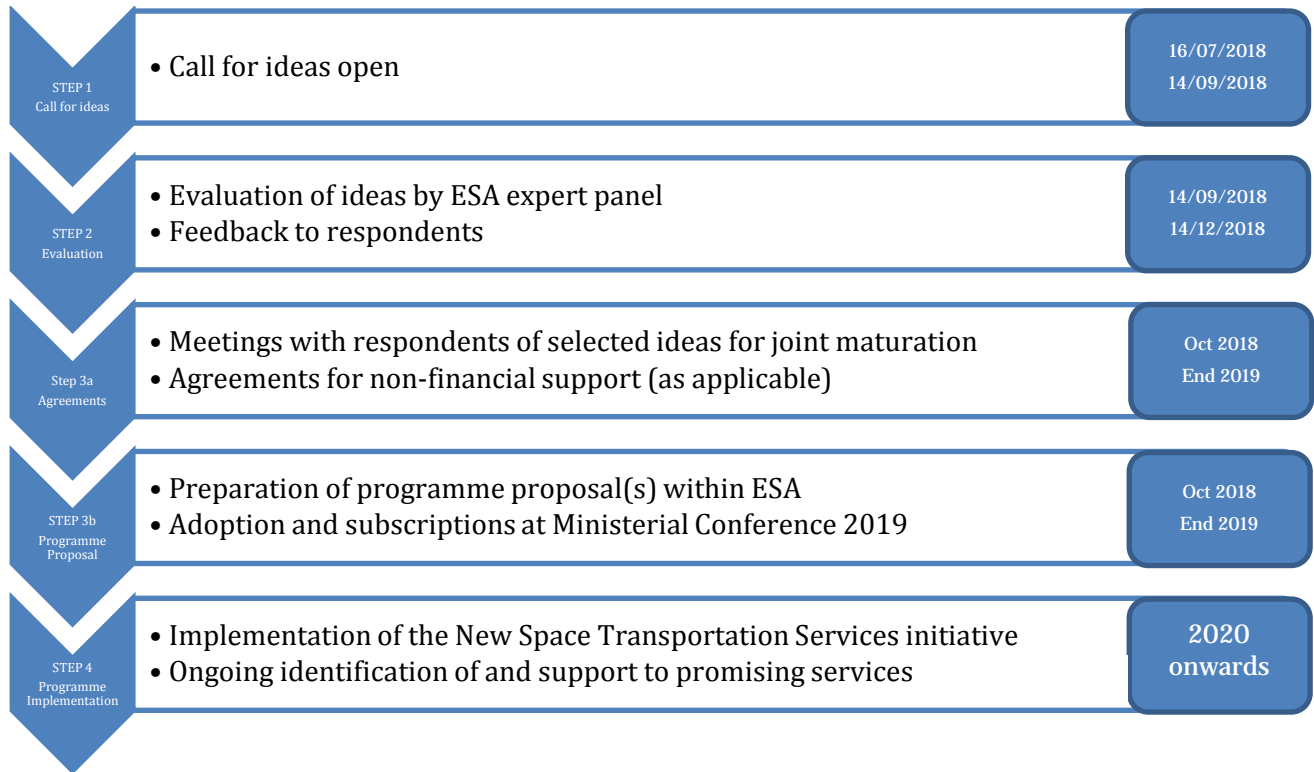 STEP 1
Call for ideas
• Call for ideas open
16/07/2018
14/09/2018
STEP 2
Evaluation
• Evaluation of ideas by ESA expert panel
• Feedback to respondents
14/09/2018
14/12/2018
Step 3a
Agreements
• Meetings with respondents of selected ideas for joint maturation
• Agreements for non-financial support (as applicable)
Oct 2018
End 2019
STEP 3b
Programme
Proposal
• Preparation of programme proposal(s) within ESA
• Adoption and subscriptions at Ministerial Conference 2019
Oct 2018
End 2019
STEP 4
Programme
Implementation
• Implementation of the New Space Transportation Services initiative
• Ongoing identification of and support to promising services
2020
onwards